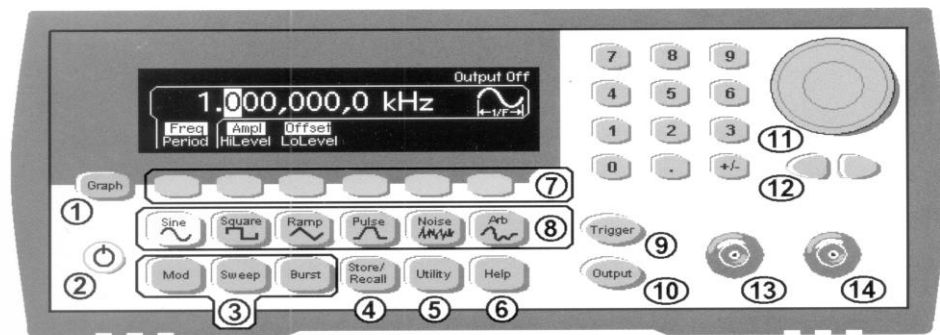 Output Off
1.000,000,0 kHz
←1/F→
Freq Ampl Offset
Period HiLevel LoLevel
7 8 9
4 5 6
1 2 3
0 . +/-
11
12
Graph
1
7
Sine Square Ramp Pulse Noise Arb
8
Trigger
9
2
Mod Sweep Burst Store/
Recall Utility Help
Output
3 4 5 6 10 13 14